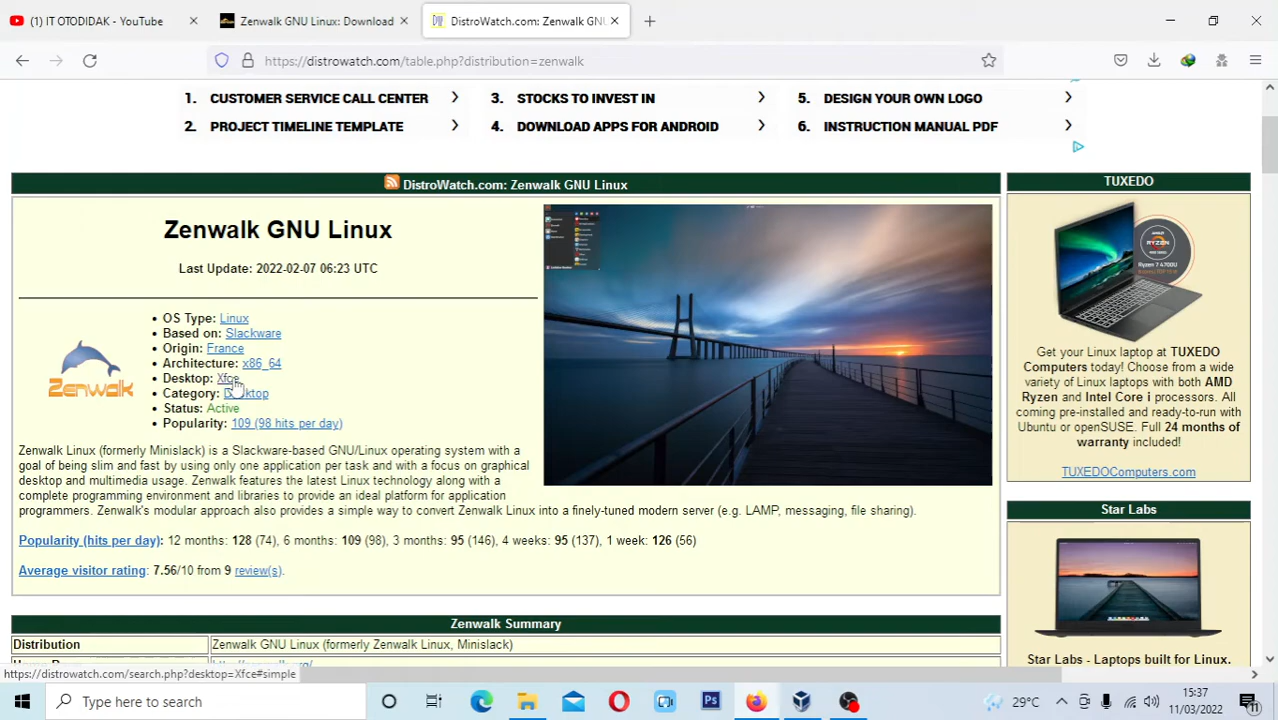 (1) IT OTODIDAK - YouTube
Zenwalk GNU Linux: Download
DistroWatch.com: Zenwalk GNU
https://distrowatch.com/table.php?distribution=zenwalk
1. CUSTOMER SERVICE CALL CENTER
3. STOCKS TO INVEST IN
5. DESIGN YOUR OWN LOGO
2. PROJECT TIMELINE TEMPLATE
4. DOWNLOAD APPS FOR ANDROID
6. INSTRUCTION MANUAL PDF
DistroWatch.com: Zenwalk GNU Linux
Zenwalk GNU Linux
Last Update: 2022-02-07 06:23 UTC
Zenwalk
• OS Type: Linux
• Based on: Slackware
• Origin: France
• Architecture: x86_64
• Desktop: Xfce
• Category: Desktop
• Status: Active
• Popularity: 109 (98 hits per day)
Zenwalk Linux (formerly Minislack) is a Slackware-based GNU/Linux operating system with a
goal of being slim and fast by using only one application per task and with a focus on graphical
desktop and multimedia usage. Zenwalk features the latest Linux technology along with a
complete programming environment and libraries to provide an ideal platform for application
programmers. Zenwalk's modular approach also provides a simple way to convert Zenwalk Linux into a finely-tuned modern server (e.g. LAMP, messaging, file sharing).
Popularity (hits per day): 12 months: 128 (74), 6 months: 109 (98), 3 months: 95 (146), 4 weeks: 95 (137), 1 week: 126 (56)
Average visitor rating: 7.56/10 from 9 review(s).
Zenwalk Summary
Distribution
Zenwalk GNU Linux (formerly Zenwalk Linux, Minislack)
TUXEDO
AMD
RYZEN
Ryzen 7 4700U
Get your Linux laptop at TUXEDO
Computers today! Choose from a
wide variety of Linux laptops with both AMD
Ryzen and Intel Core i processors. All
coming pre-installed and ready-to-run with
Ubuntu or openSUSE. Full 24 months of
warranty included!
TUXEDOComputers.com
Star Labs
Star Labs - Laptops built for Linux.
https://distrowatch.com/search.php?desktop=Xfce#simple
Type here to search
Ps
29°C
15:37
11/03/2022
11